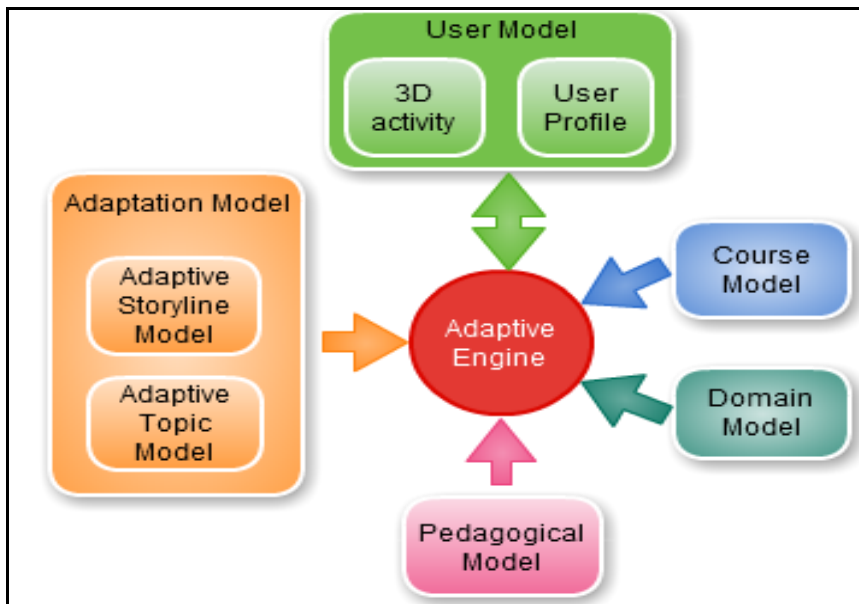 User Model
3D
activity
User
Profile
Adaptation Model
Adaptive
Storyline
Model
Adaptive
Topic
Model
Adaptive
Engine
Course
Model
Domain
Model
Pedagogical
Model